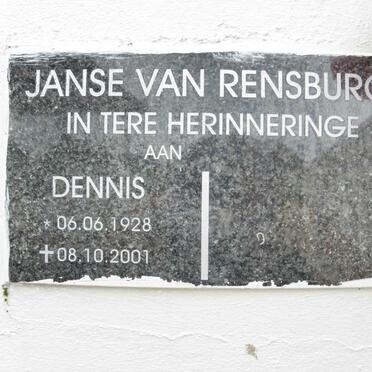 JANSE VAN RENSBURG
IN TERE HERINNERINGE
AAN
DENNIS
* 06.06.1928
✝08.10.2001